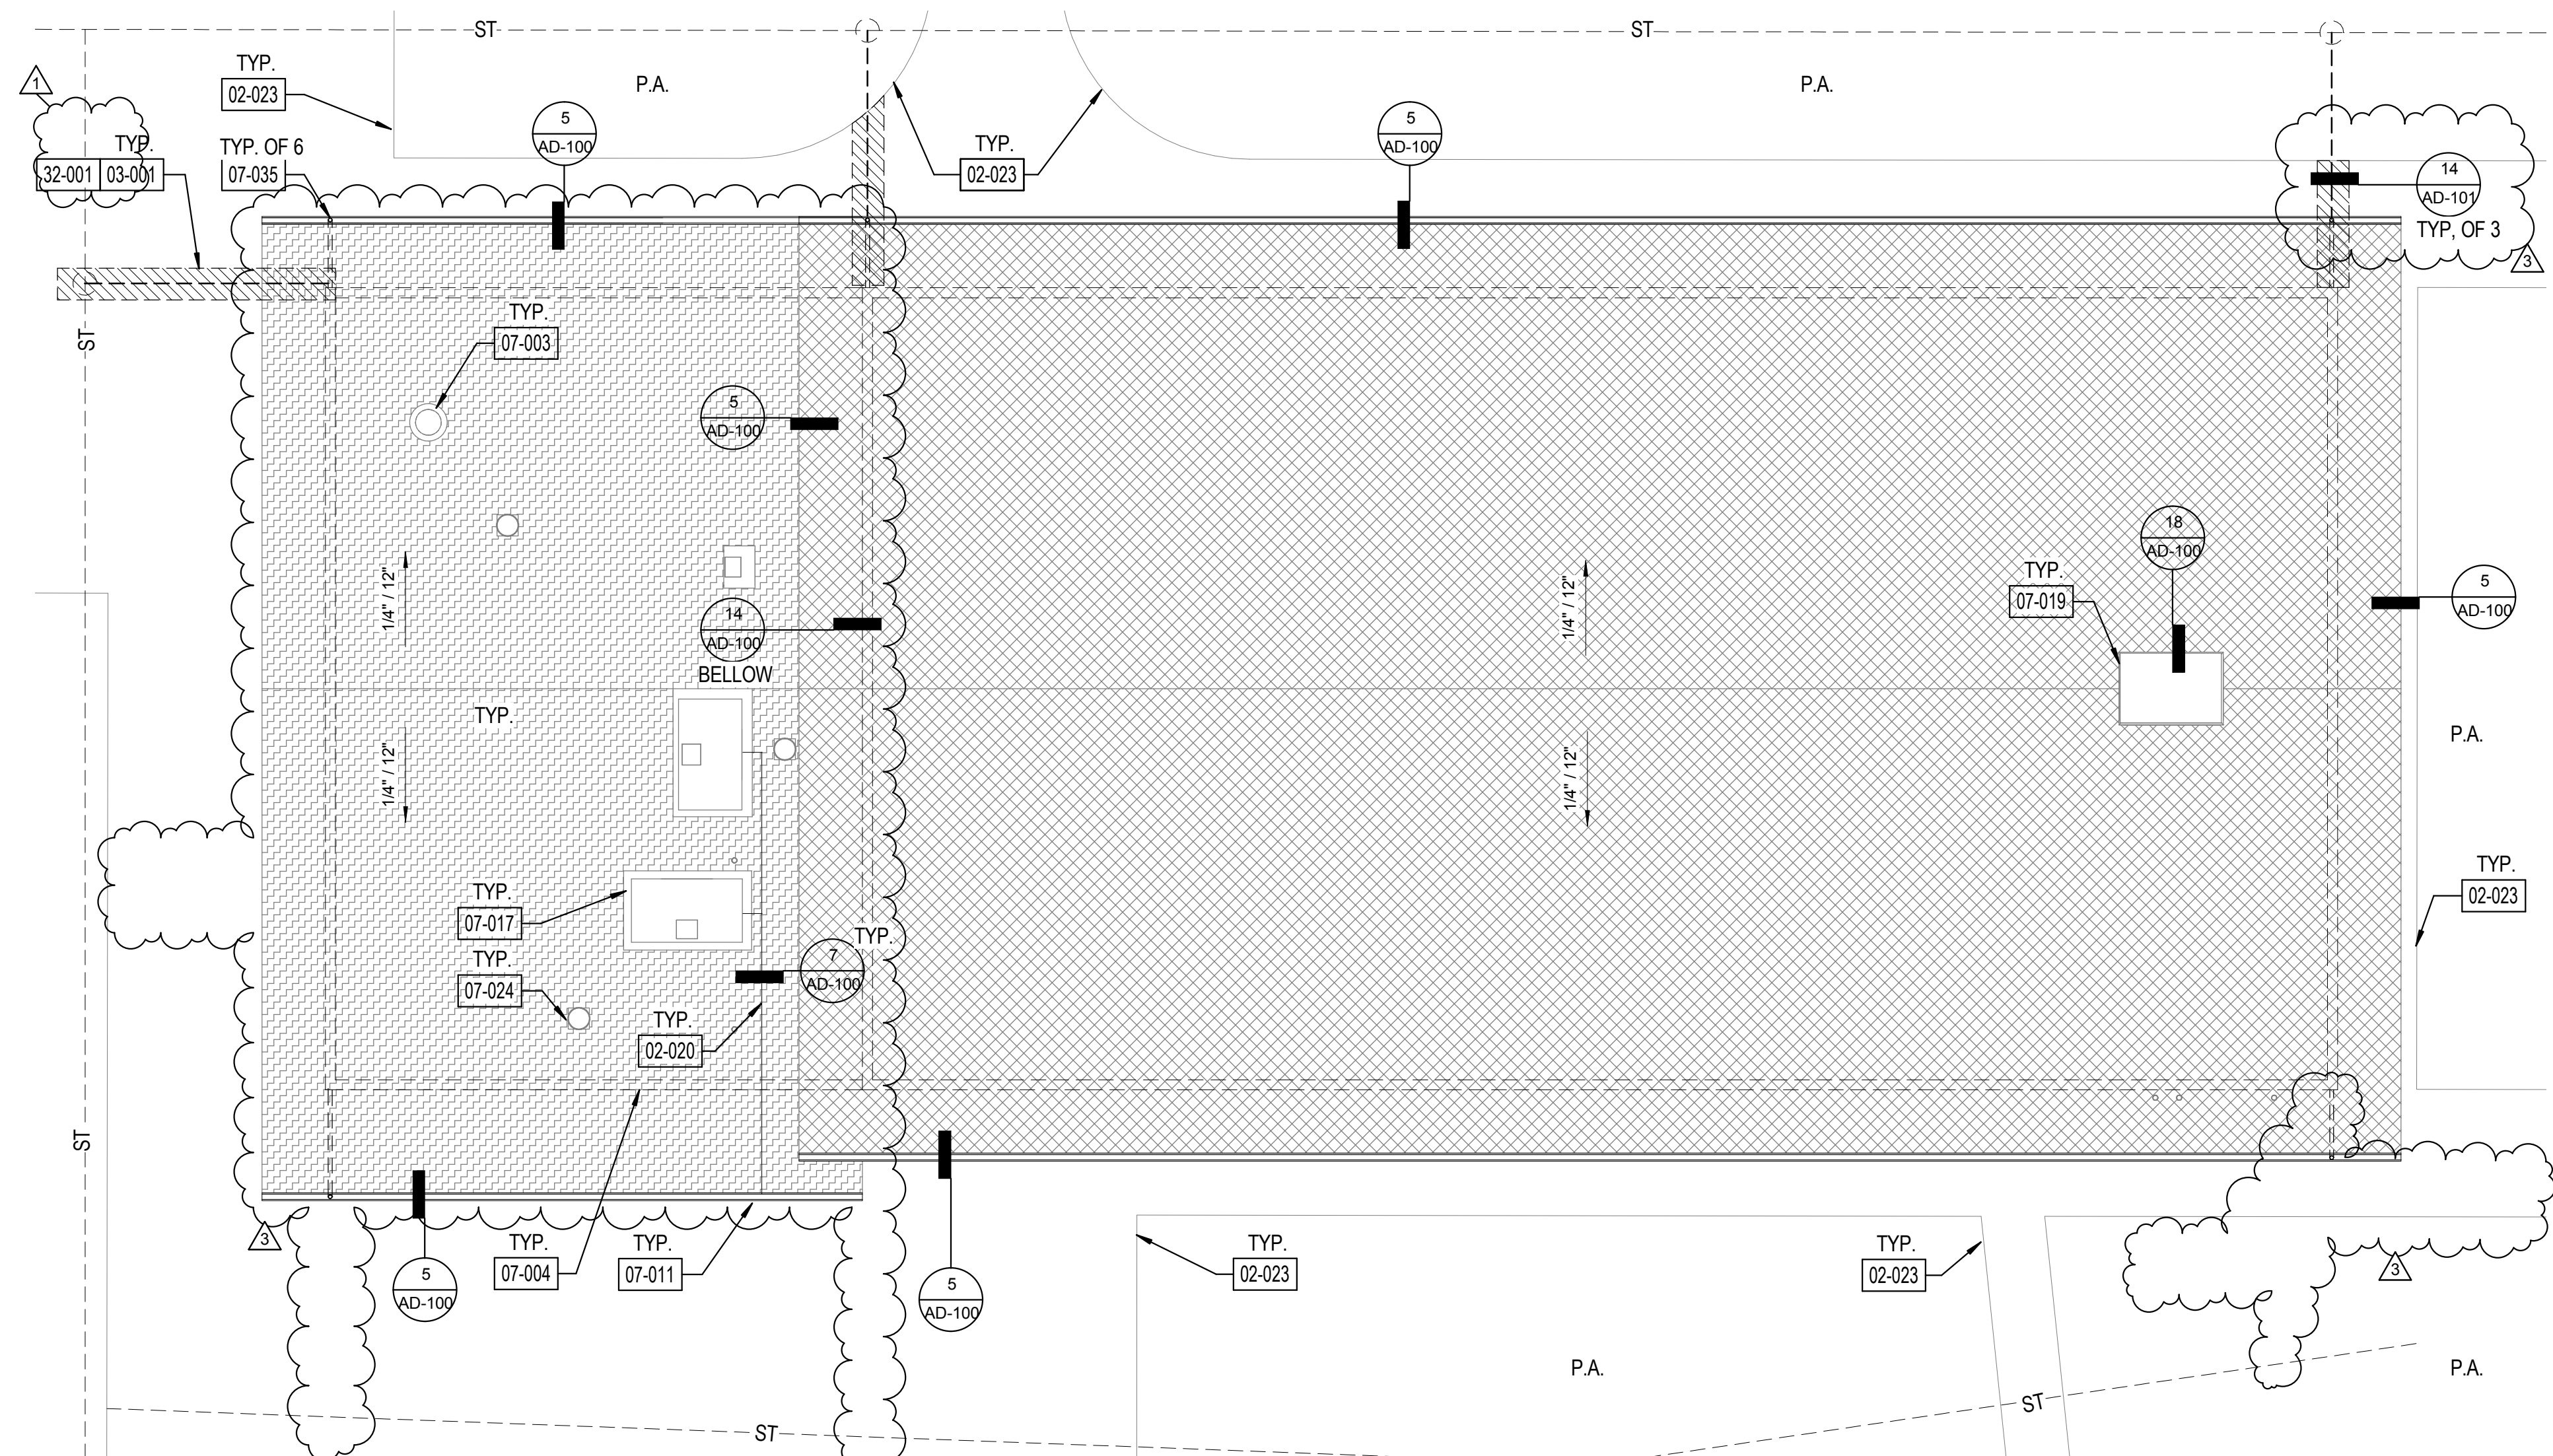 ST
ST
TYP.
02-023
P.A.
P.A.
1
5
AD-100
5
AD-100
TYP.
32-001
03-001
TYP. OF 6
07-035
TYP.
02-023
14
AD-101
TYP, OF 3
3
TYP.
07-003
ST
5
AD-100
18
AD-100
1/4" / 12"
1/4" / 12"
TYP.
07-019
5
AD-100
14
AD-100
BELLOW
TYP.
P.A.
1/4" / 12"
1/4" / 12"
TYP.
07-017
TYP.
02-023
TYP.
7
AD-100
TYP.
07-024
TYP.
02-020
ST
3
TYP.
07-004
TYP.
07-011
TYP.
02-023
TYP.
02-023
3
5
AD-100
5
AD-100
P.A.
P.A.
ST
ST